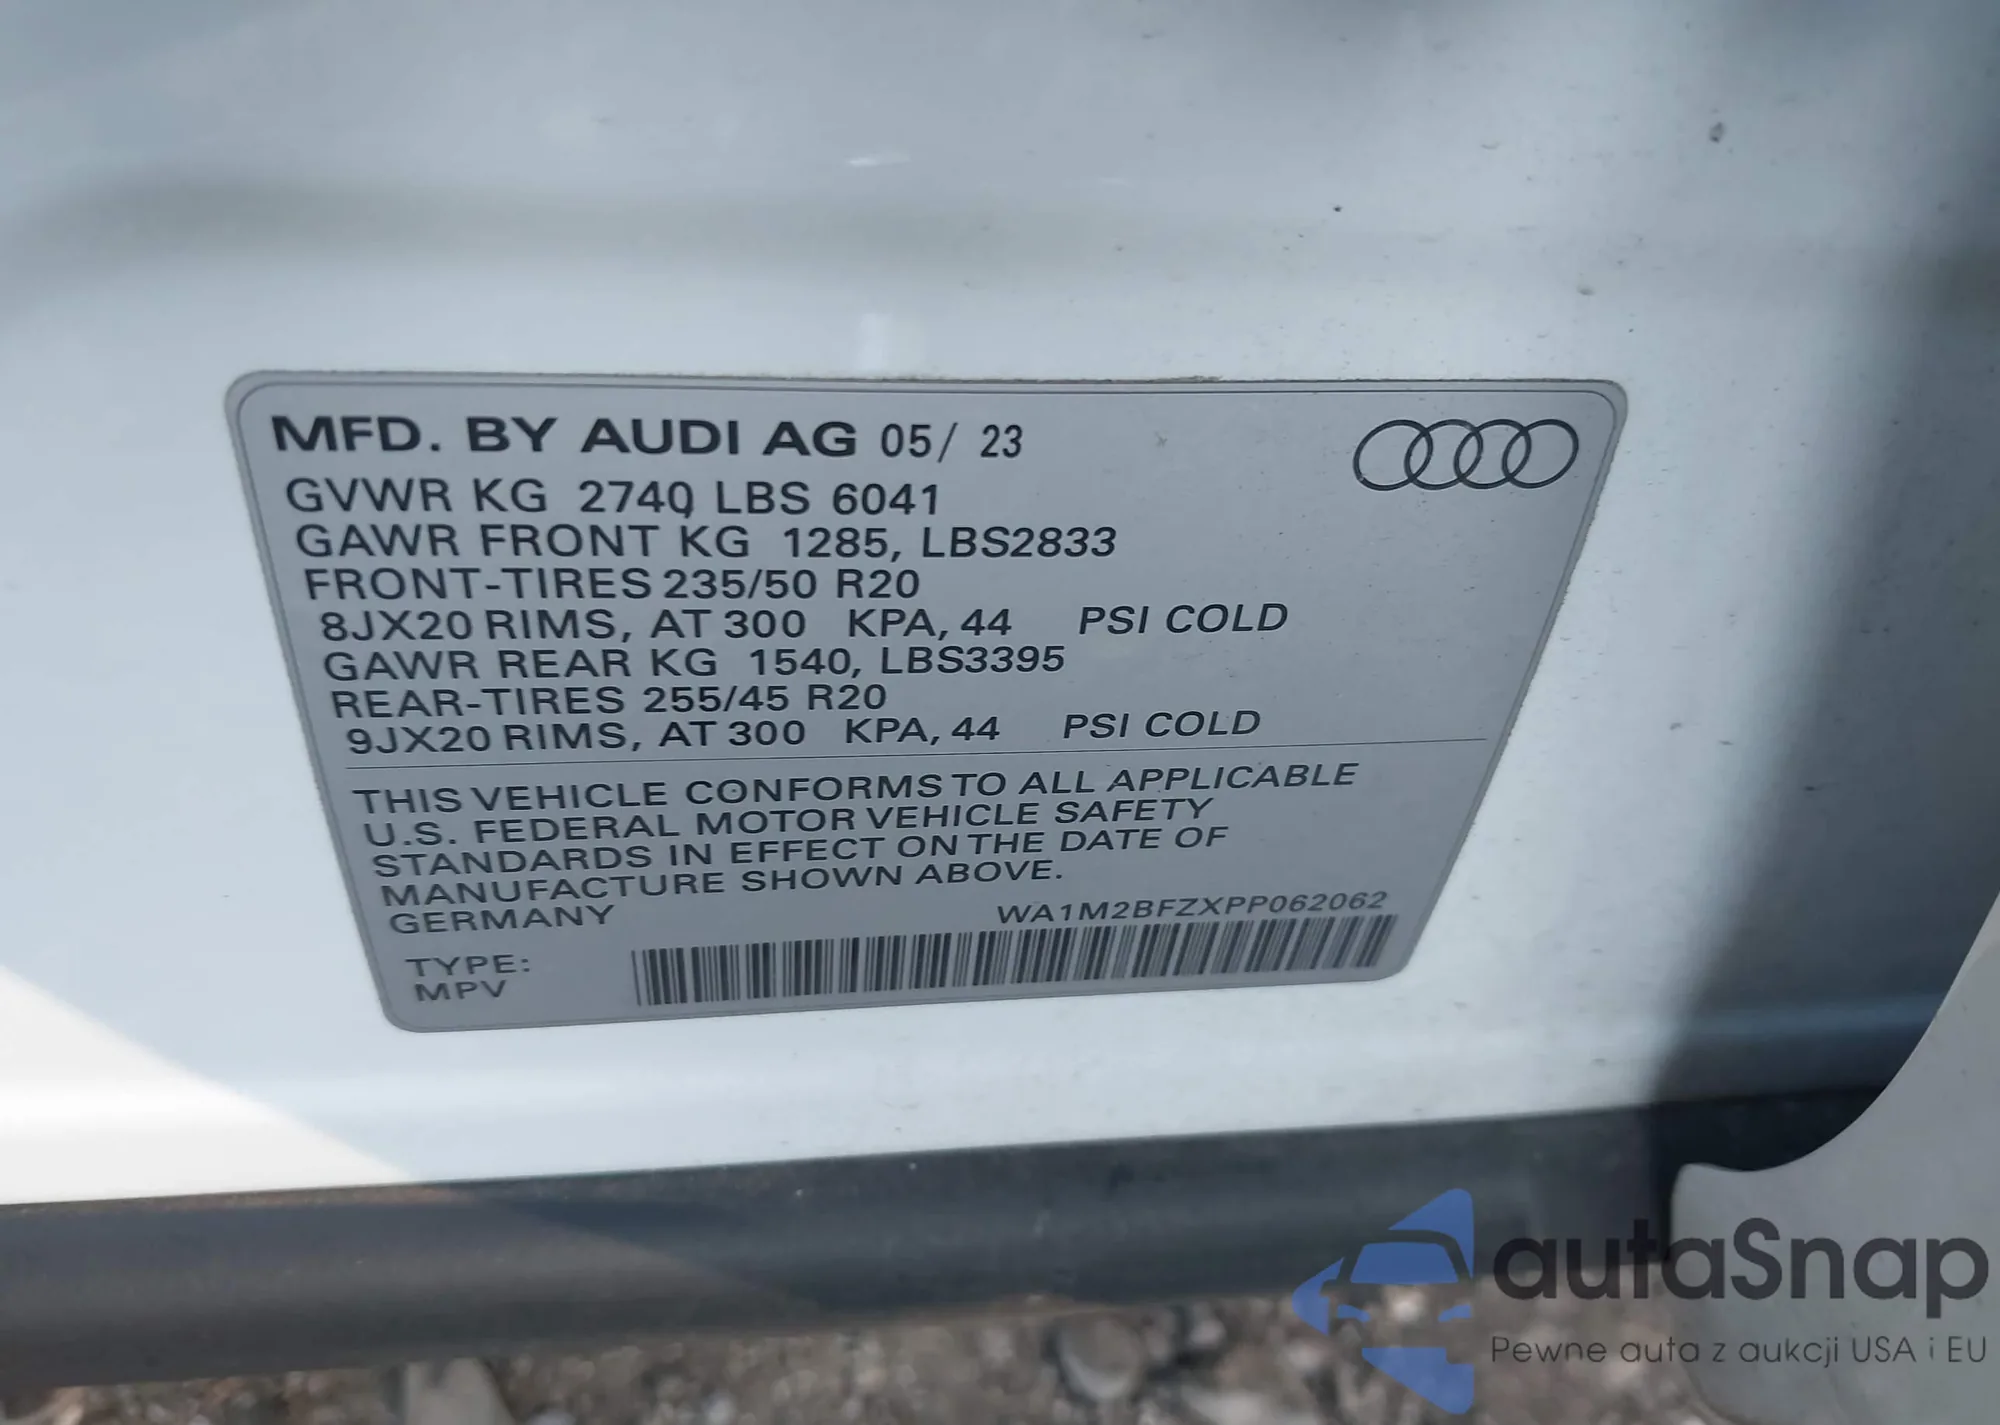 MFD. BY AUDI AG 05/ 23
GVWR KG 2740 LBS 6041
GAWR FRONT KG 1285, LBS2833
FRONT-TIRES 235/50 R20
8JX20 RIMS, AT 300 KPA, 44 PSI COLD
GAWR REAR KG 1540, LBS3395
REAR-TIRES 255/45 R20
9JX20 RIMS, AT 300 KPA, 44 PSI COLD
THIS VEHICLE CONFORMS TO ALL APPLICABLE
U.S. FEDERAL MOTOR VEHICLE SAFETY
STANDARDS IN EFFECT ON THE DATE OF
MANUFACTURE SHOWN ABOVE.
GERMANY WA1M2BFZXPP062062
TYPE:
MPV
autaSnap
Pewne auta z aukcji USA i EU